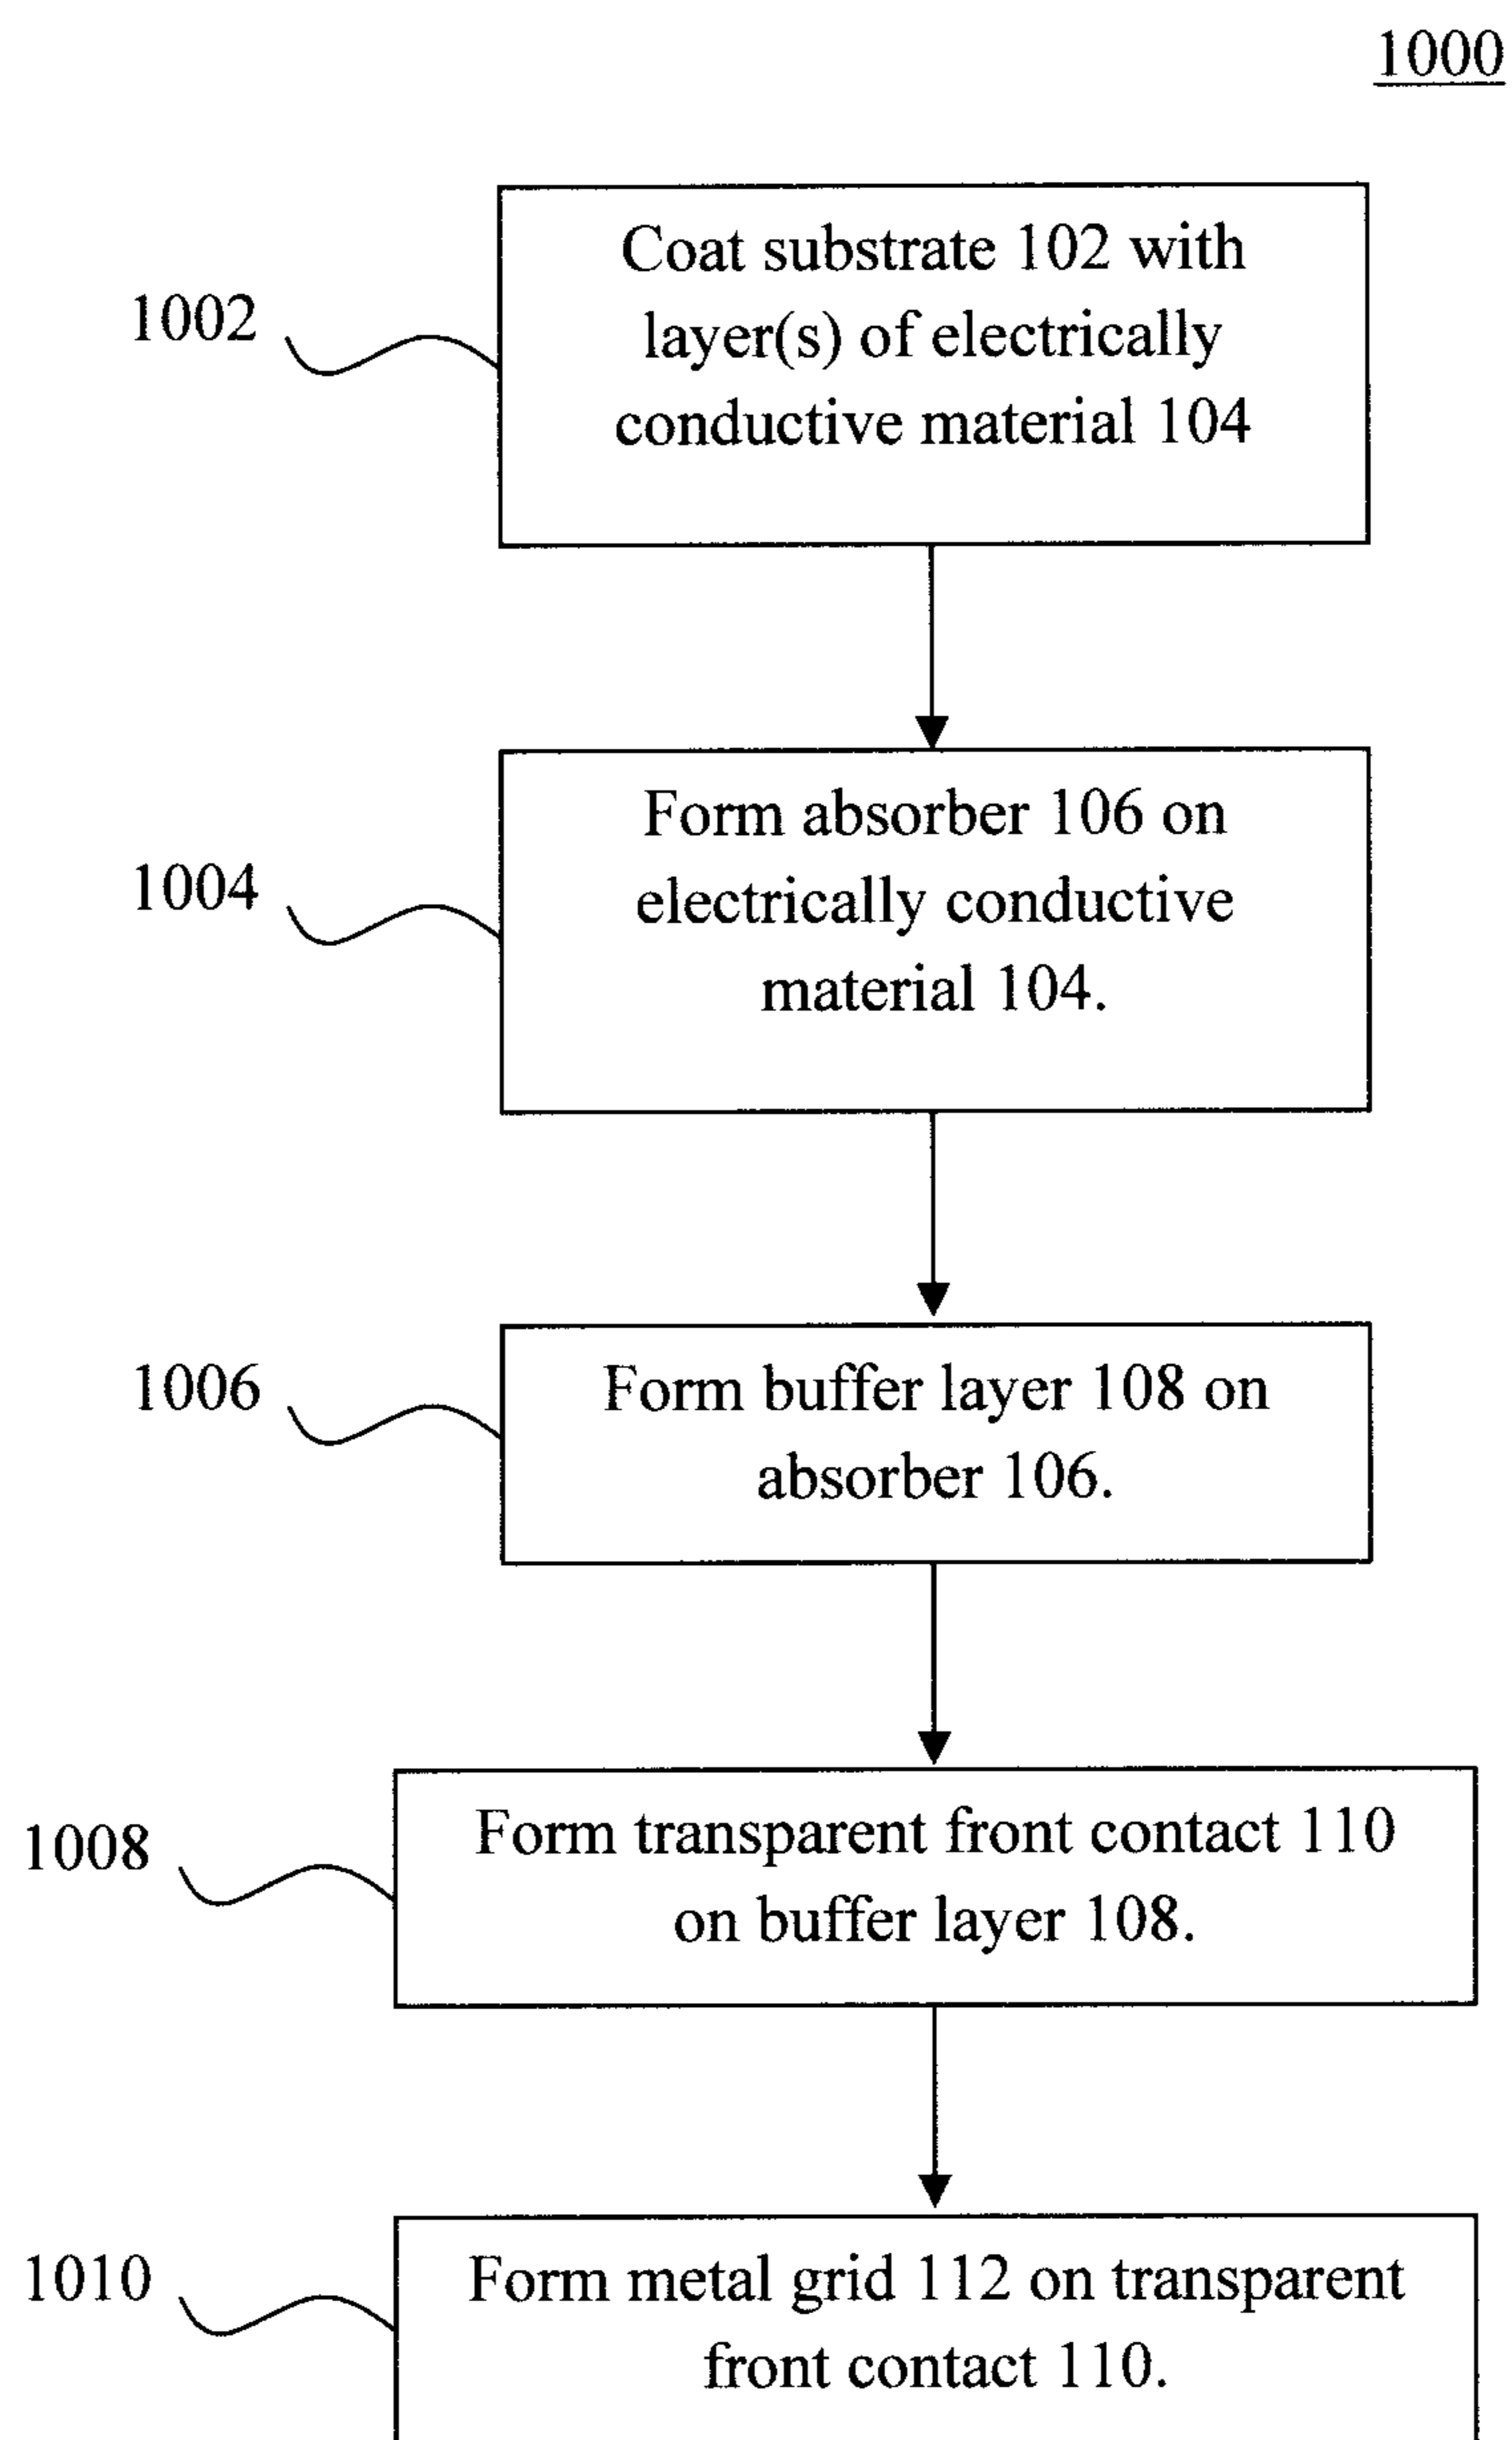 1000
Coat substrate 102 with
layer(s) of electrically
conductive material 104
1002
Form absorber 106 on
electrically conductive
material 104.
1004
Form buffer layer 108 on
absorber 106.
1006
Form transparent front contact 110
on buffer layer 108.
1008
Form metal grid 112 on transparent
front contact 110.
1010